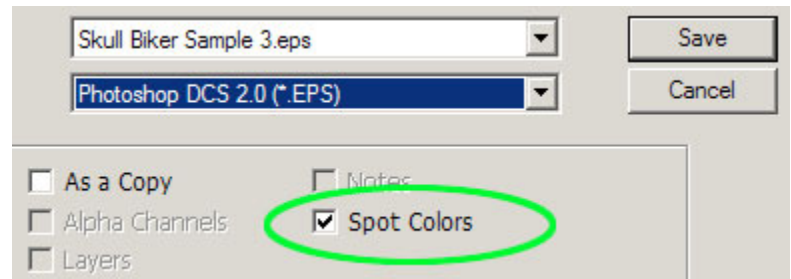 Skull Biker Sample 3.eps Save
Photoshop DCS 2.0 (*.EPS) Cancel
As a Copy Notes
Alpha Channels Spot Colors
Layers